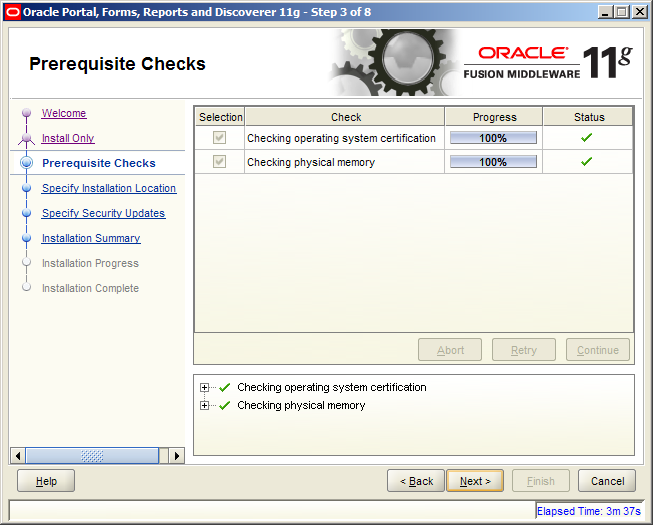 Oracle Portal, Forms, Reports and Discoverer 11g - Step 3 of 8
Prerequisite Checks
ORACLE
FUSION MIDDLEWARE
11g
Welcome
Install Only
Prerequisite Checks
Specify Installation Location
Specify Security Updates
Installation Summary
Installation Progress
Installation Complete
Selection Check Progress Status
Checking operating system certification 100%
Checking physical memory 100%
Abort Retry Continue
Checking operating system certification
Checking physical memory
Help < Back Next > Finish Cancel
Elapsed Time: 3m 37s